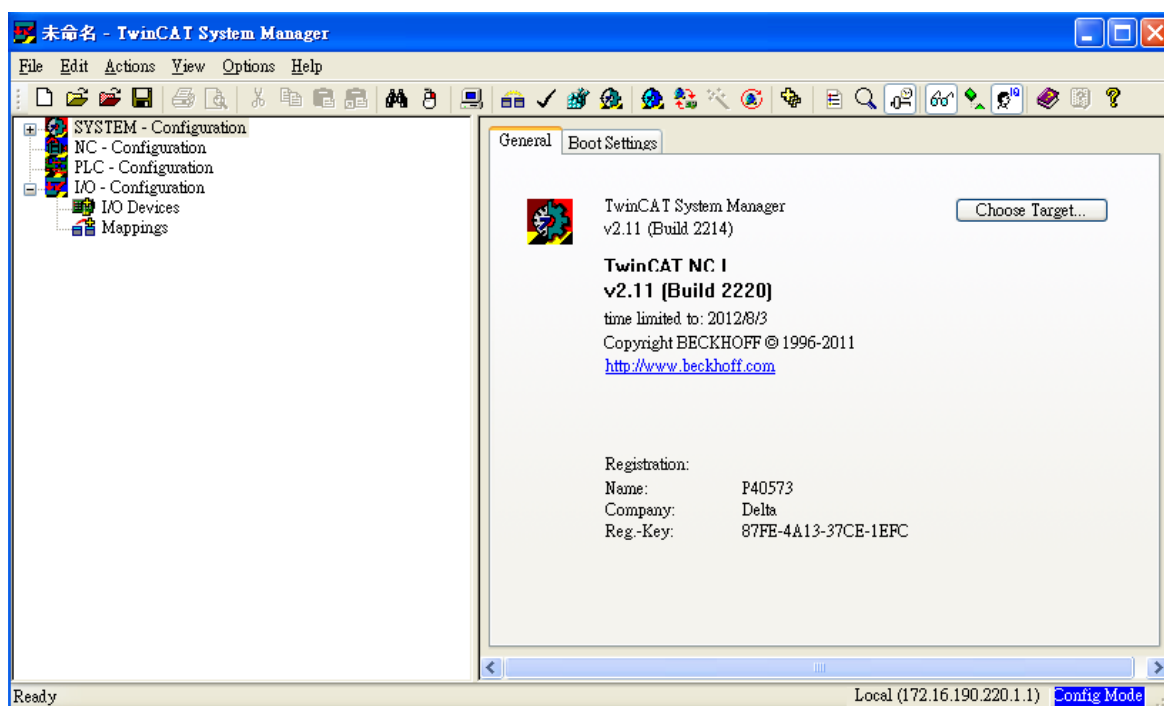 未命名 - TwinCAT System Manager
File Edit Actions View Options Help
SYSTEM - Configuration
NC - Configuration
PLC - Configuration
I/O - Configuration
I/O Devices
Mappings
General Boot Settings
TwinCAT System Manager
v2.11 (Build 2214)
Choose Target...
TwinCAT NC I
v2.11 (Build 2220)
time limited to: 2012/8/3
Copyright BECKHOFF © 1996-2011
http://www.beckhoff.com
Registration:
Name: P40573
Company: Delta
Reg.-Key: 87FE-4A13-37CE-1EFC
Ready Local (172.16.190.220.1.1) Config Mode